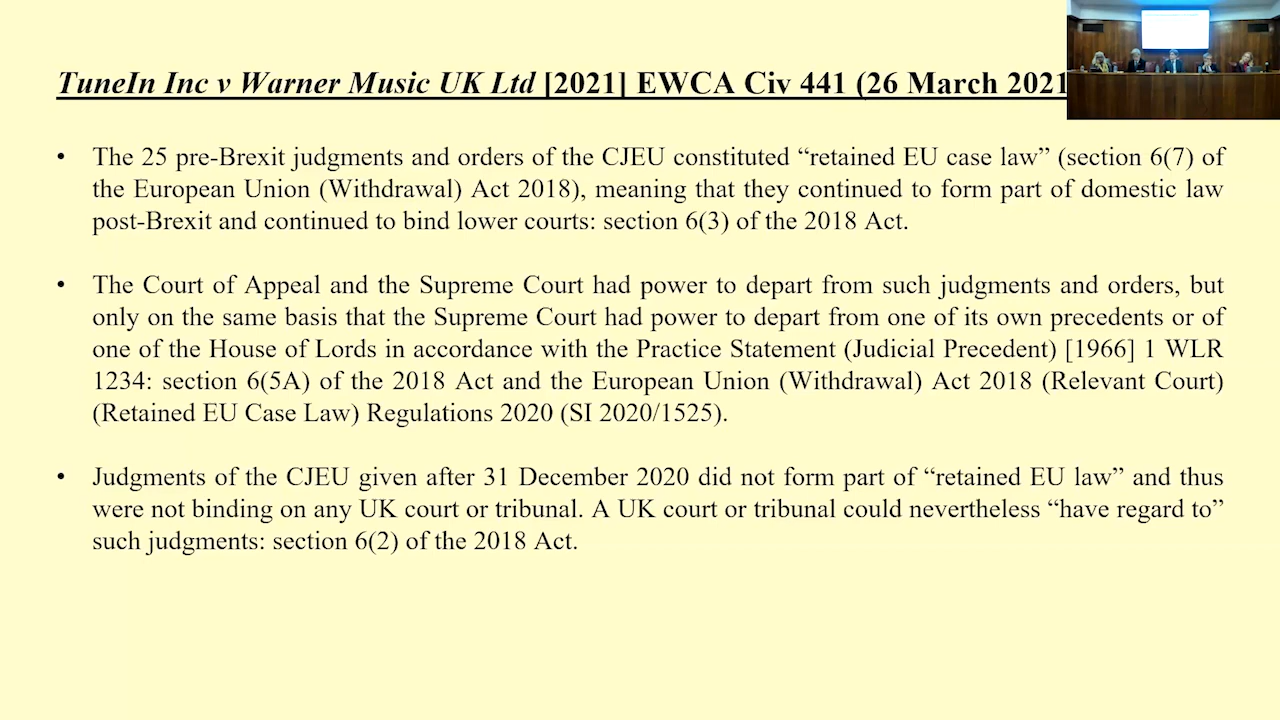 TuneIn Inc v Warner Music UK Ltd [2021] EWCA Civ 441 (26 March 2021
• The 25 pre-Brexit judgments and orders of the CJEU constituted “retained EU case law” (section 6(7) of
the European Union (Withdrawal) Act 2018), meaning that they continued to form part of domestic law
post-Brexit and continued to bind lower courts: section 6(3) of the 2018 Act.
• The Court of Appeal and the Supreme Court had power to depart from such judgments and orders, but
only on the same basis that the Supreme Court had power to depart from one of its own precedents or of
one of the House of Lords in accordance with the Practice Statement (Judicial Precedent) [1966] 1 WLR
1234: section 6(5A) of the 2018 Act and the European Union (Withdrawal) Act 2018 (Relevant Court)
(Retained EU Case Law) Regulations 2020 (SI 2020/1525).
• Judgments of the CJEU given after 31 December 2020 did not form part of “retained EU law” and thus
were not binding on any UK court or tribunal. A UK court or tribunal could nevertheless “have regard to”
such judgments: section 6(2) of the 2018 Act.